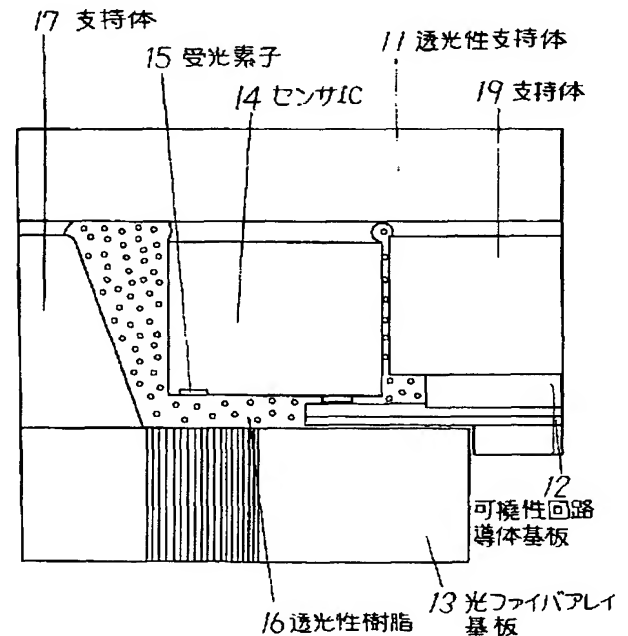 17 支持体
11 透光性支持体
15 受光素子
14 センサIC
19 支持体
12
可撓性回路
導体基板
13 光ファイバアレイ
基板
16 透光性樹脂